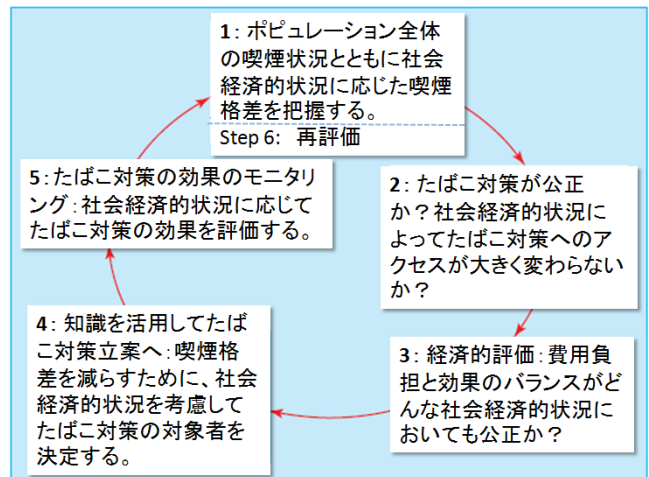 1：ポピュレーション全体
の喫煙状況とともに社会
経済的状況に応じた喫煙
格差を把握する。
Step 6:　再評価
2：たばこ対策が公正
か？社会経済的状況に
よってたばこ対策へのア
クセスが大きく変わらない
か？
3：経済的評価：費用負
担と効果のバランスがど
んな社会経済的状況に
おいても公正か？
4：知識を活用してたば
こ対策立案へ：喫煙格
差を減らすために、社会
経済的状況を考慮して
たばこ対策の対象者を
決定する。
5：たばこ対策の効果のモニタリ
ング：社会経済的状況に応じて
たばこ対策の効果を評価する。